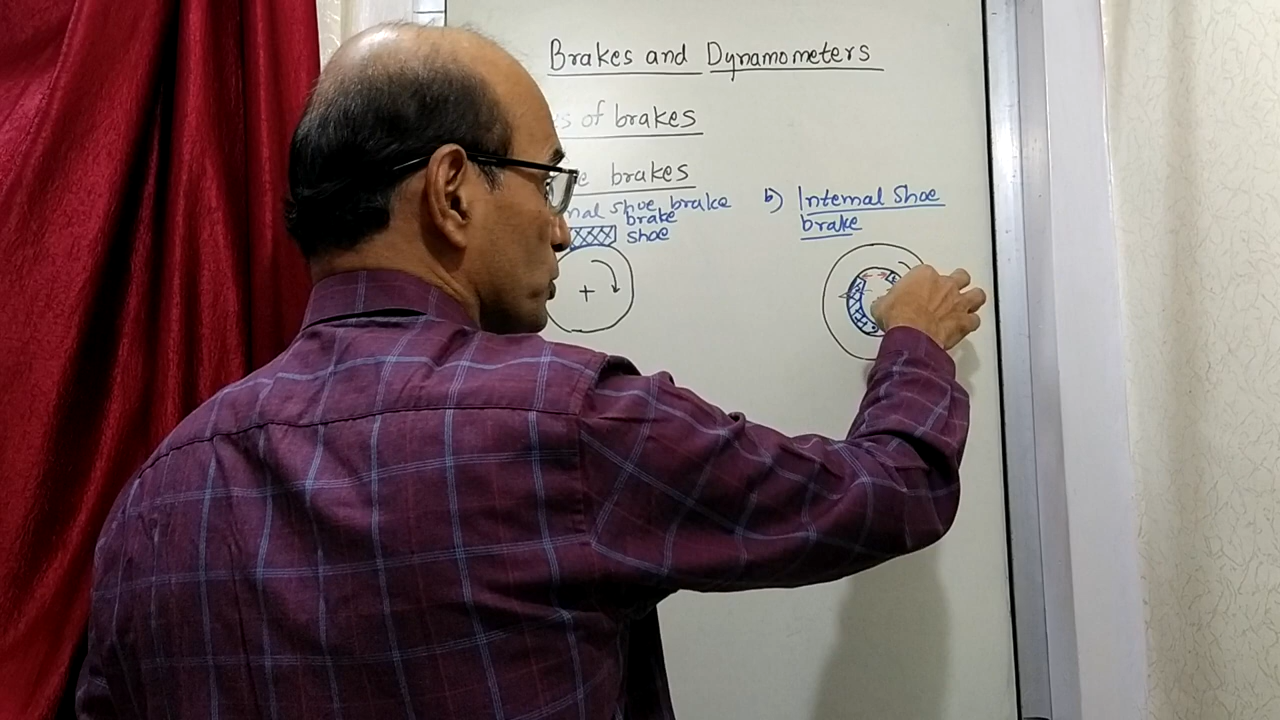 Brakes and Dynamometers
of brakes
brakes
shoe brake
brake
shoe
b) Internal Shoe
brake